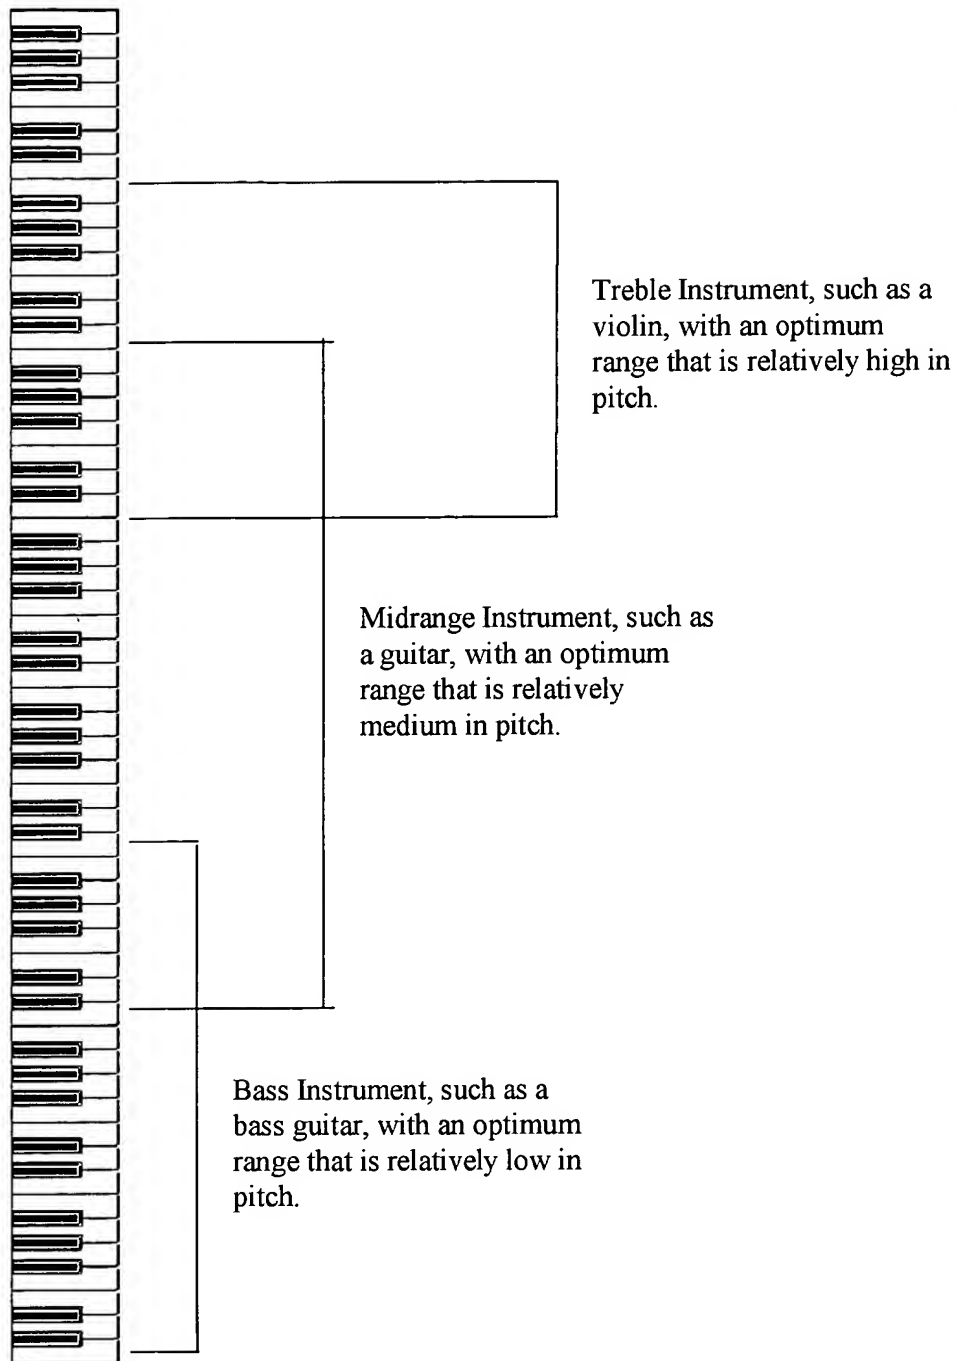 Treble Instrument, such as a
violin, with an optimum
range that is relatively high in
pitch.
Midrange Instrument, such as
a guitar, with an optimum
range that is relatively
medium in pitch.
Bass Instrument, such as a
bass guitar, with an optimum
range that is relatively low in
pitch.